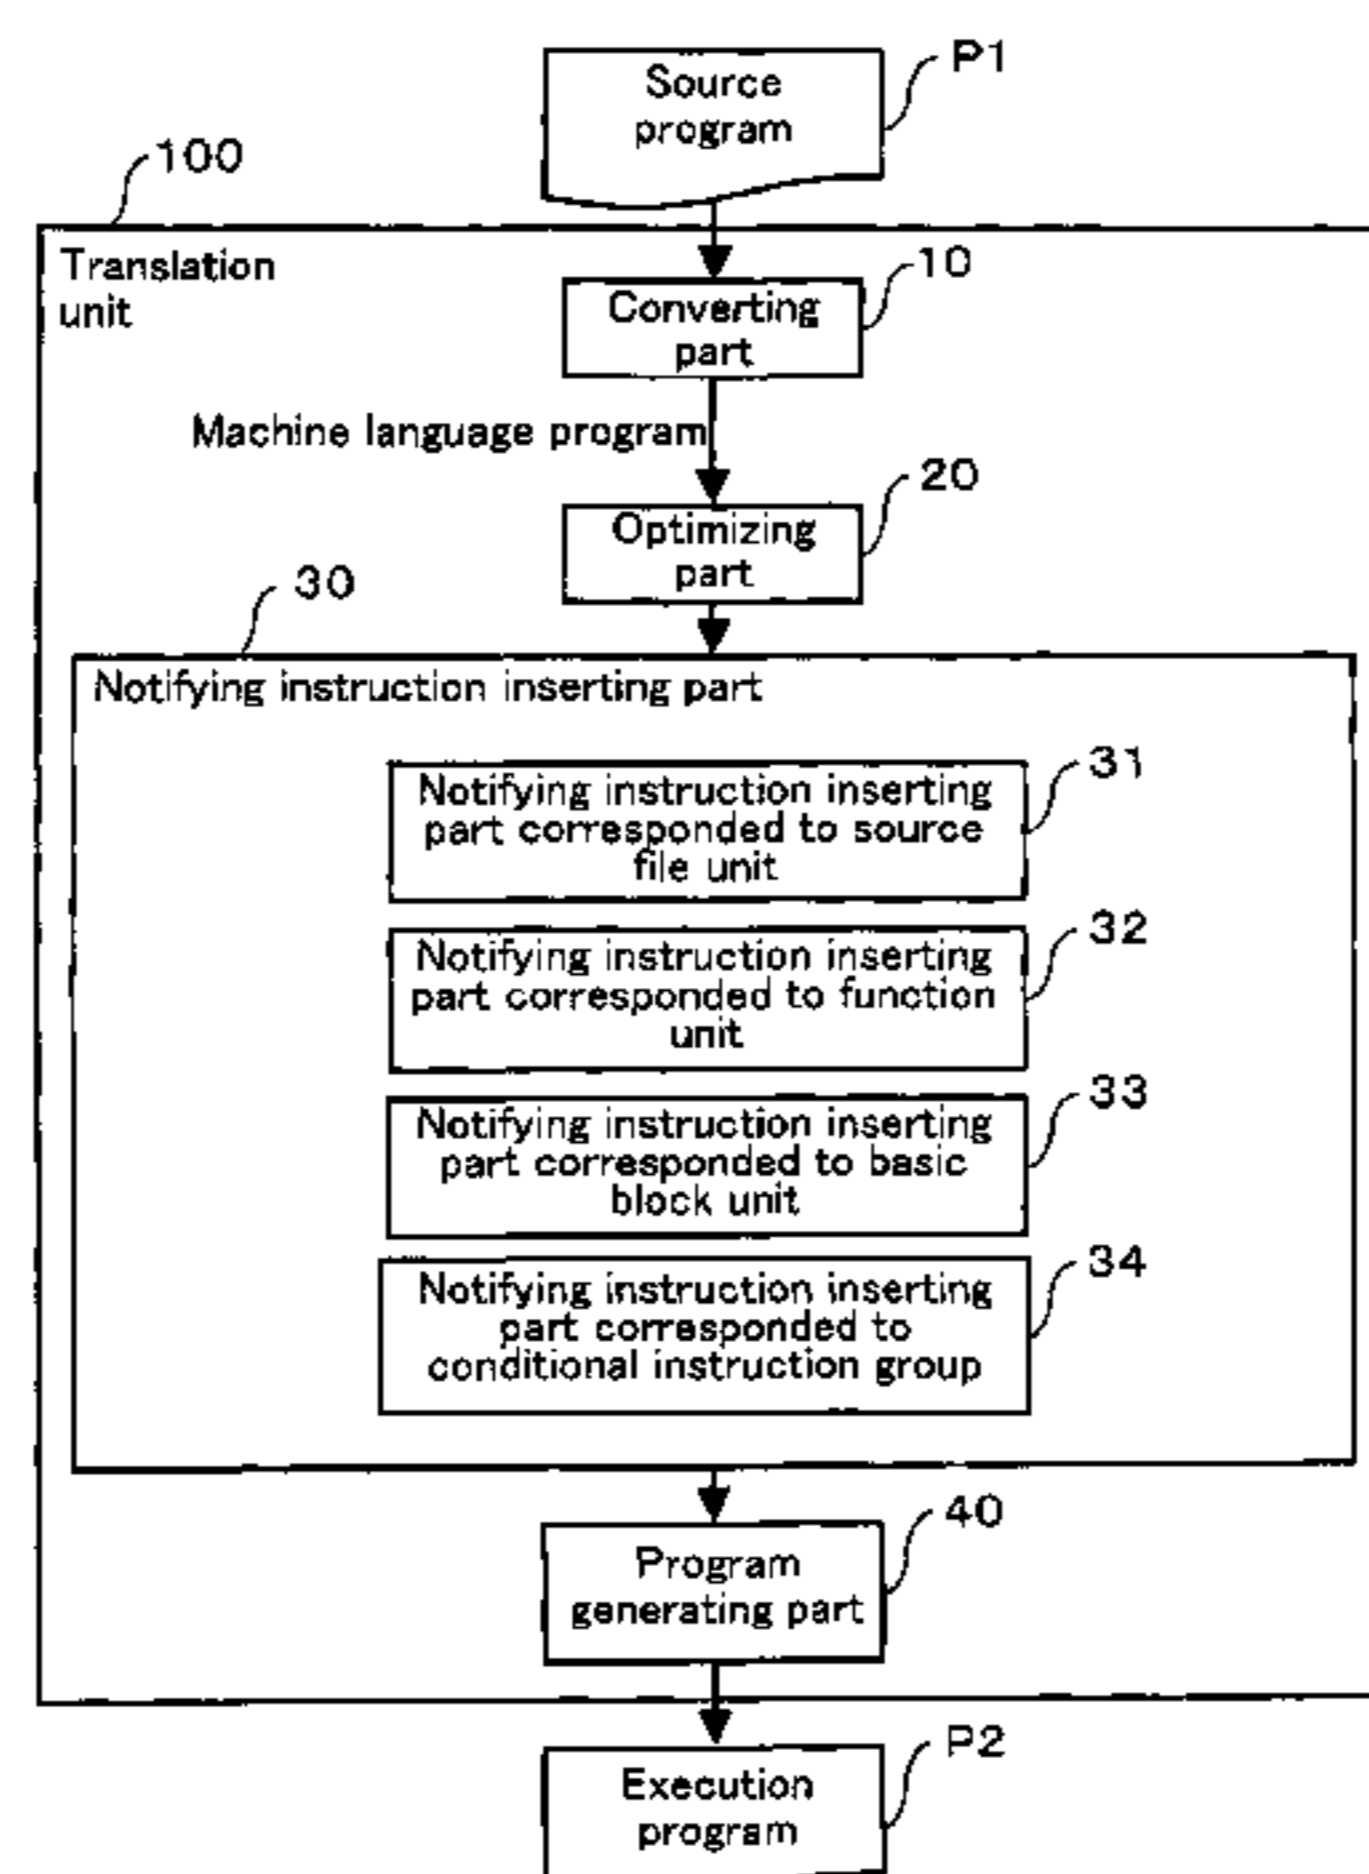 Source
program
P1
100
Translation
unit
10
Converting
part
Machine language program
20
Optimizing
part
30
Notifying instruction inserting part
31
Notifying instruction inserting
part corresponded to source
file unit
32
Notifying instruction inserting
part corresponded to function
unit
33
Notifying instruction inserting
part corresponded to basic
block unit
34
Notifying instruction inserting
part corresponded to
conditional instruction group
40
Program
generating part
P2
Execution
program